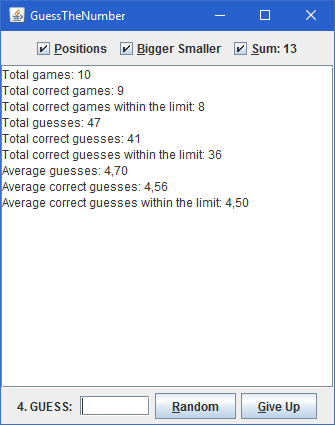 GuessTheNumber
Positions Bigger Smaller Sum: 13
Total games: 10
Total correct games: 9
Total correct games within the limit: 8
Total guesses: 47
Total correct guesses: 41
Total correct guesses within the limit: 36
Average guesses: 4,70
Average correct guesses: 4,56
Average correct guesses within the limit: 4,50
4. GUESS: Random Give Up